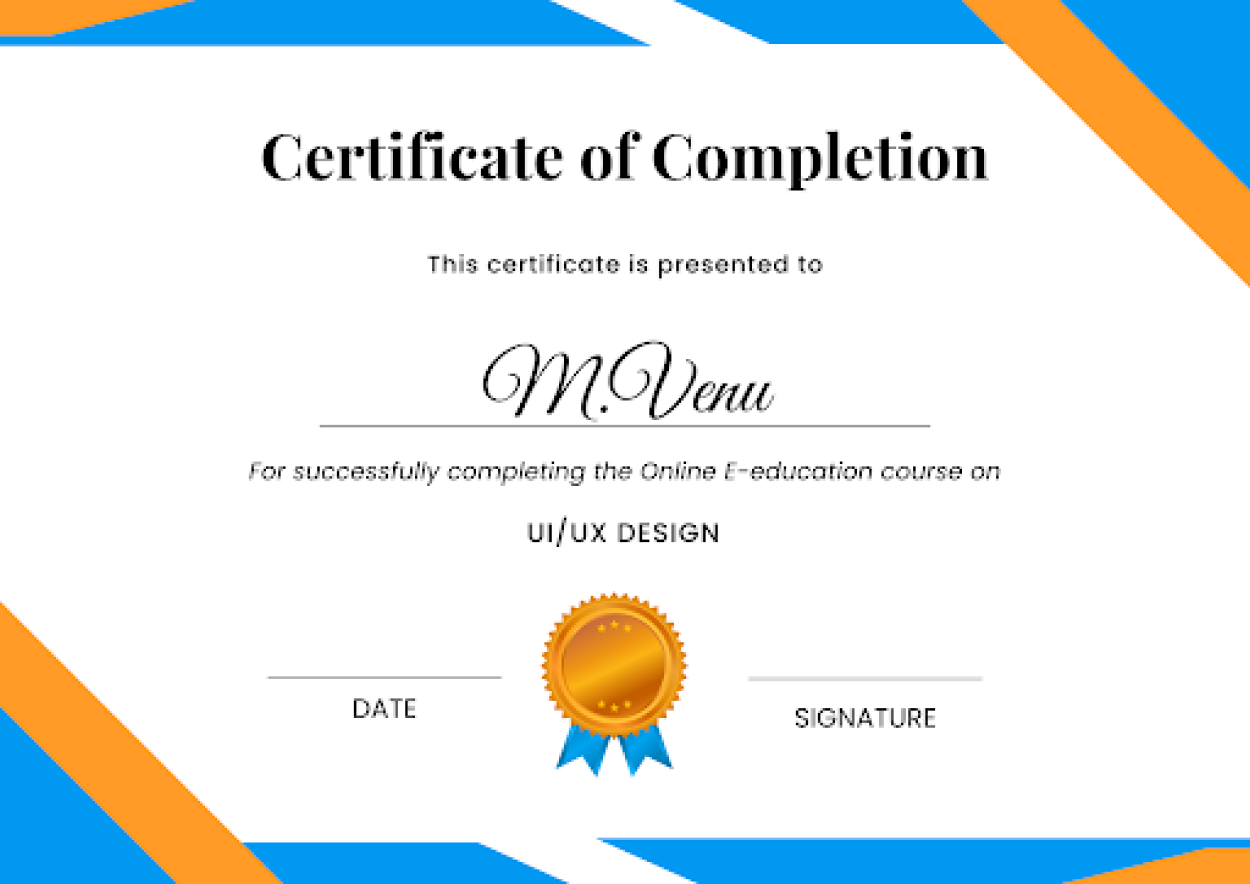 Certificate of Completion
This certificate is presented to
M.Venu
For successfully completing the Online E-education course on
UI/UX DESIGN
DATE
SIGNATURE